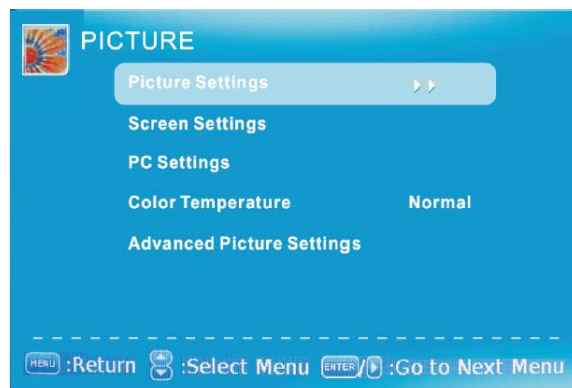 PICTURE
Picture Settings
Screen Settings
PC Settings
Color Temperature Normal
Advanced Picture Settings
MENU :Return :Select Menu ENTER/ :Go to Next Menu